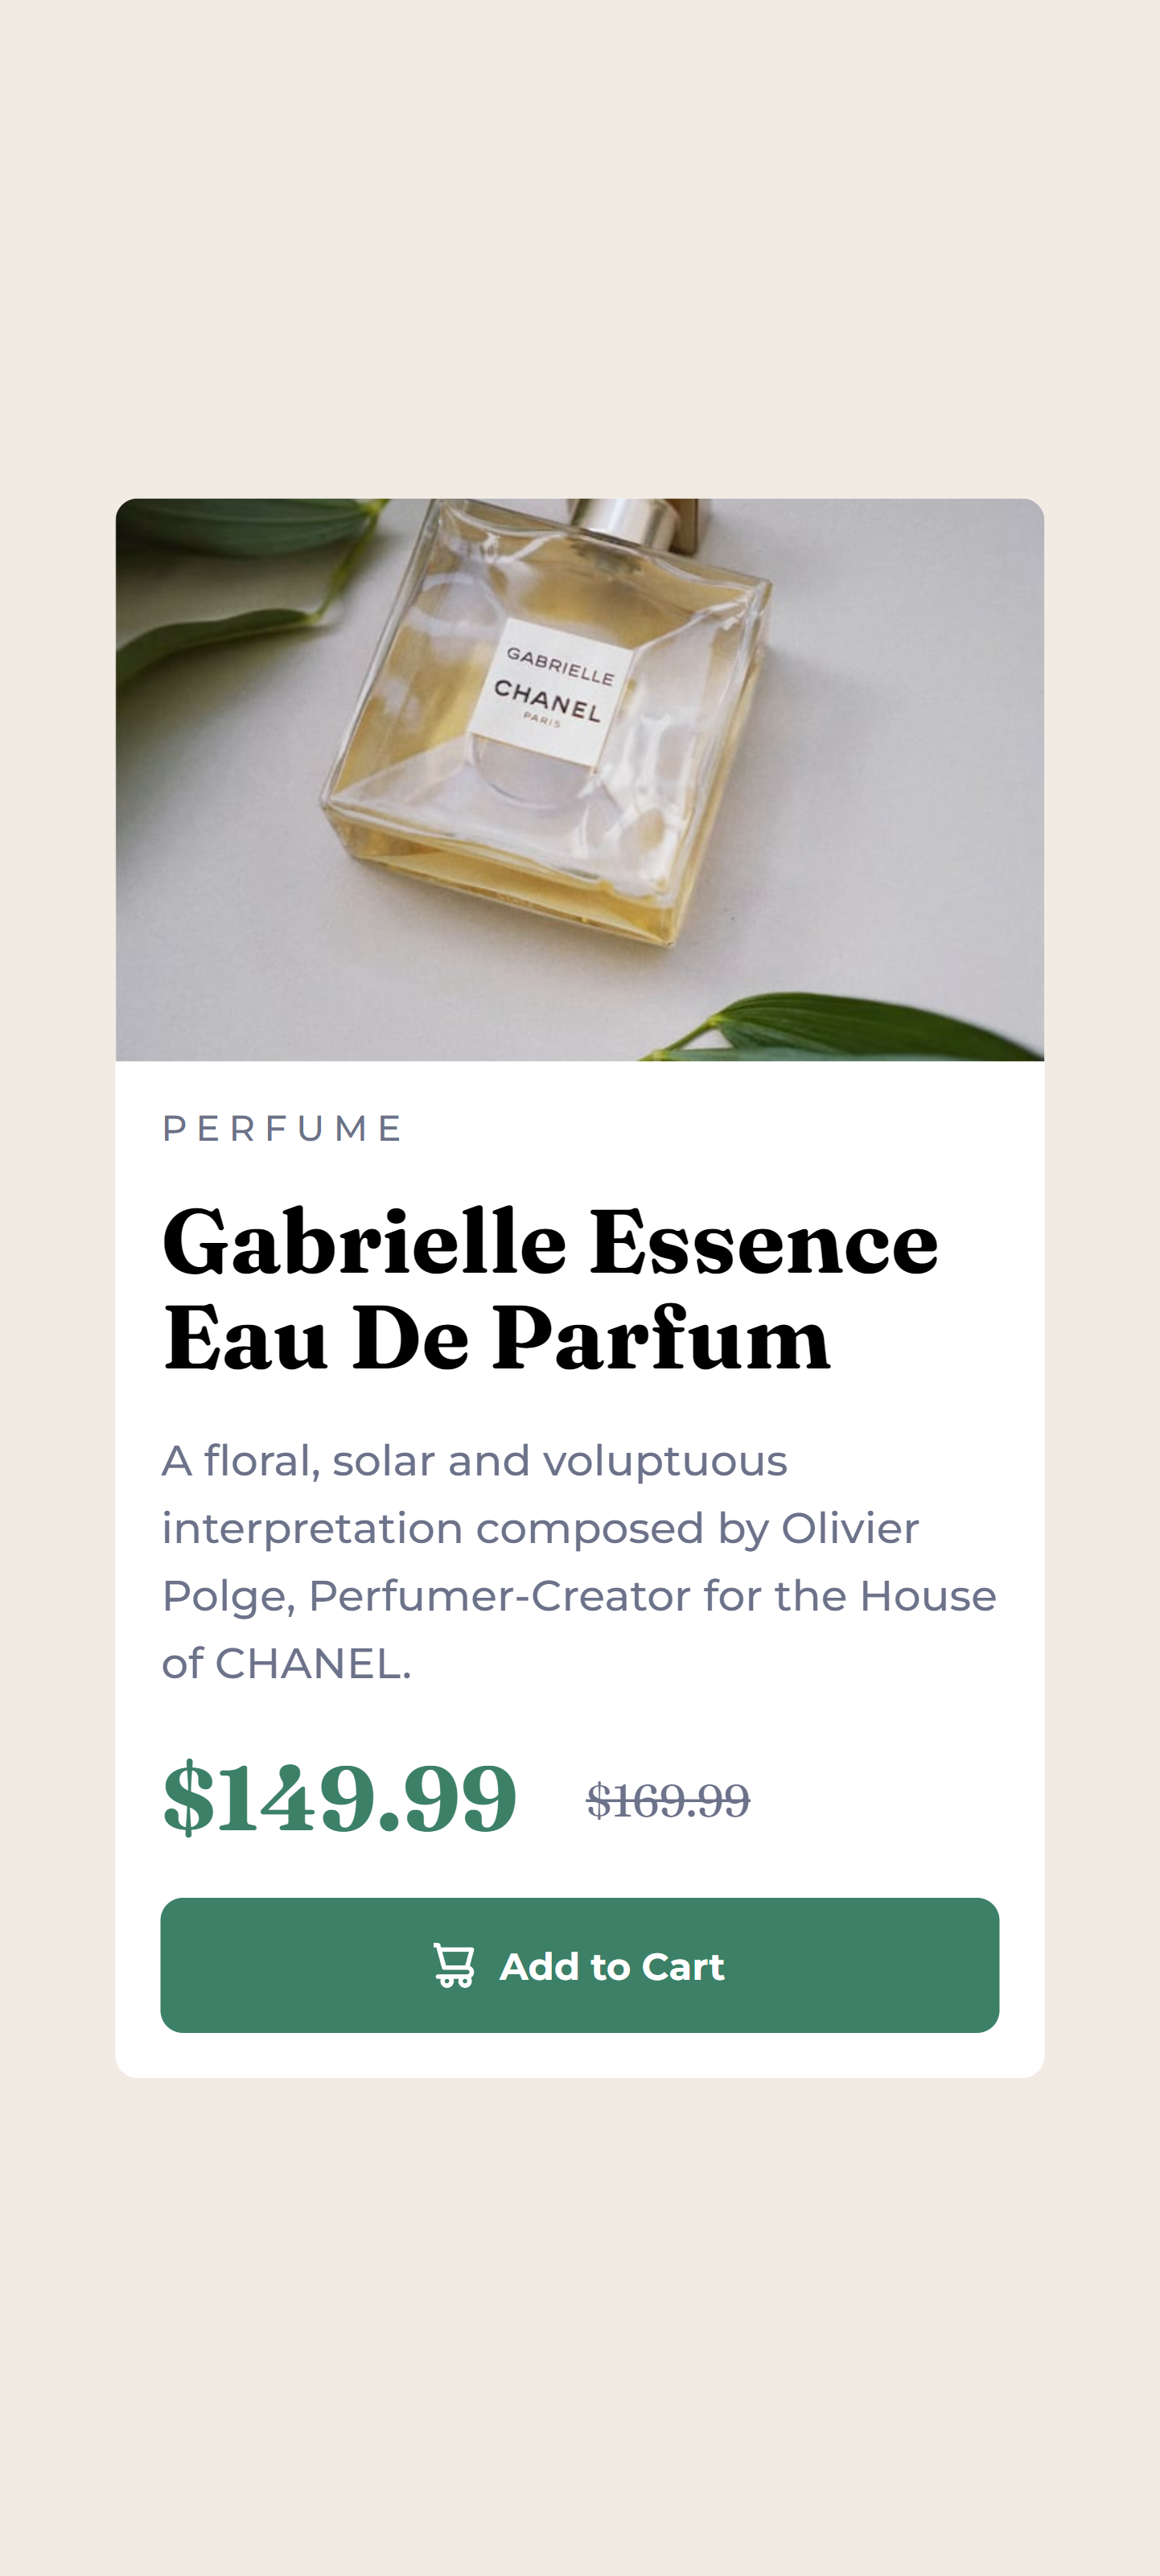 GABRIELLE
CHANEL
PARIS
PERFUME
Gabrielle Essence
Eau De Parfum
A floral, solar and voluptuous
interpretation composed by Olivier
Polge, Perfumer-Creator for the House
of CHANEL.
$149.99 $169.99
Add to Cart